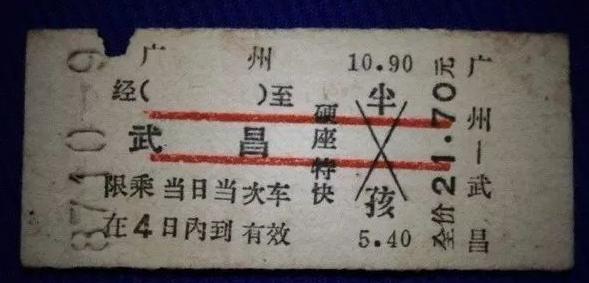 广州 10.90
经( )至 半
武昌 硬座特快
限乘当日当次车 孩
在4日内到有效 5.40
全价21.70元
广州—武昌